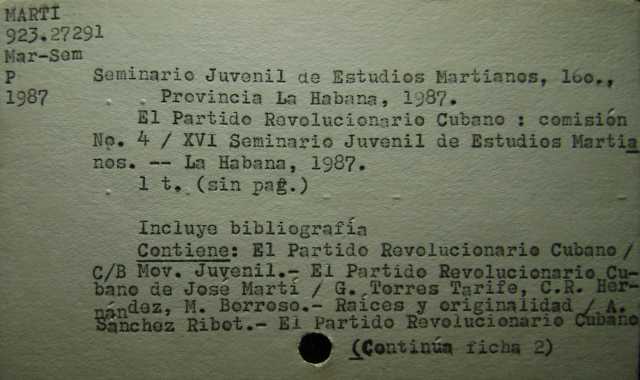 MARTI
923.27291
Mar-Sem
P Seminario Juvenil de Estudios Martianos, 16o.,
1987 Provincia La Habana, 1987.
El Partido Revolucionario Cubano : comisión
No. 4 / XVI Seminario Juvenil de Estudios Martia
nos. -- La Habana, 1987.
1 t. (sin pag.)
Incluye bibliografía
Contiene: El Partido Revolucionario Cubano /
C/B Mov. Juvenil.- El Partido Revolucionario Cu-
bano de Jose Martí / G. Torres Tarife, C.R. Her-
nández, M. Borroso.- Raices y originalidad / A.
Sánchez Ribot.- El Partido Revolucionario Cubano
(Continúa ficha 2)